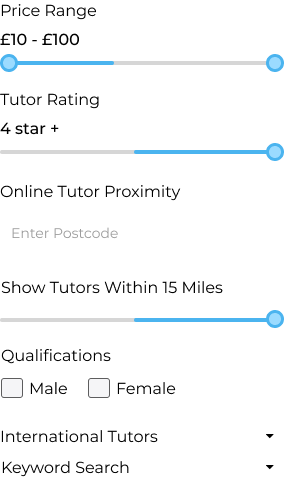 Price Range
£10 - £100
Tutor Rating
4 star +
Online Tutor Proximity
Enter Postcode
Show Tutors Within 15 Miles
Qualifications
Male Female
International Tutors
Keyword Search